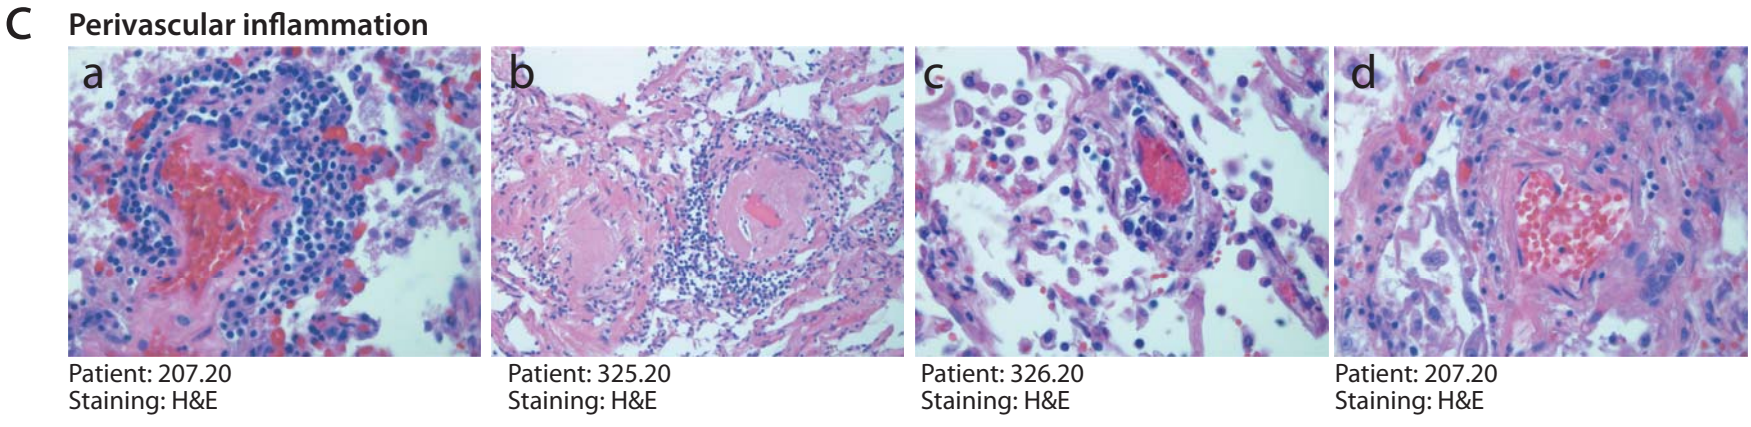 C Perivascular inflammation
a b c d
Patient: 207.20 Patient: 325.20 Patient: 326.20 Patient: 207.20
Staining: H&E Staining: H&E Staining: H&E Staining: H&E